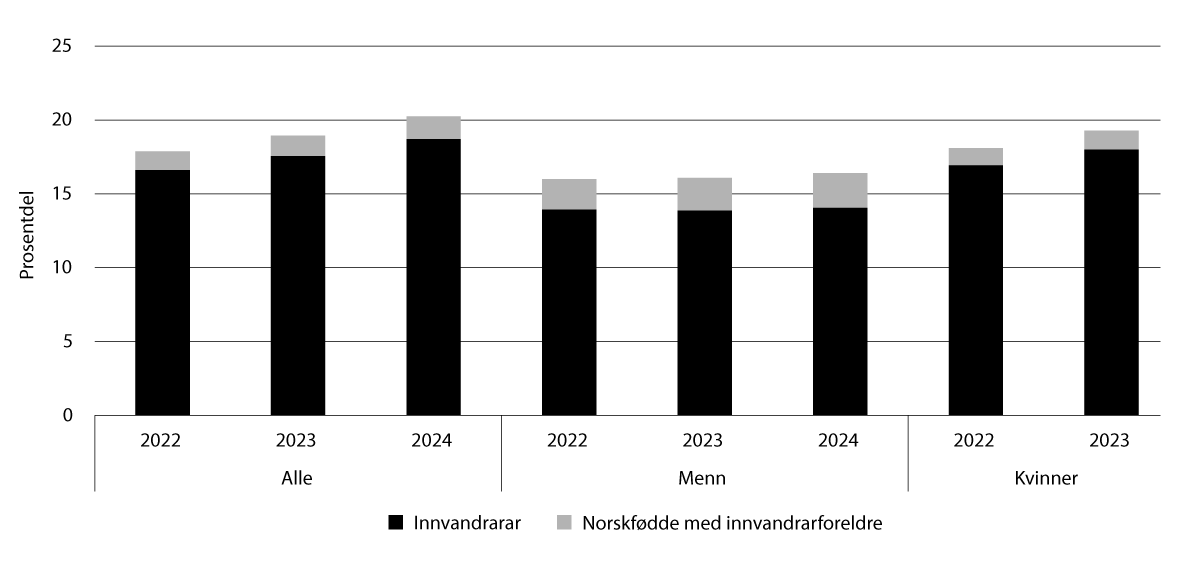 25
20
15
10
5
0
Prosentdel
2022 2023 2024 2022 2023 2024 2022 2023
Alle Menn Kvinner
Innvandrarar Norskfødde med innvandrarforeldre